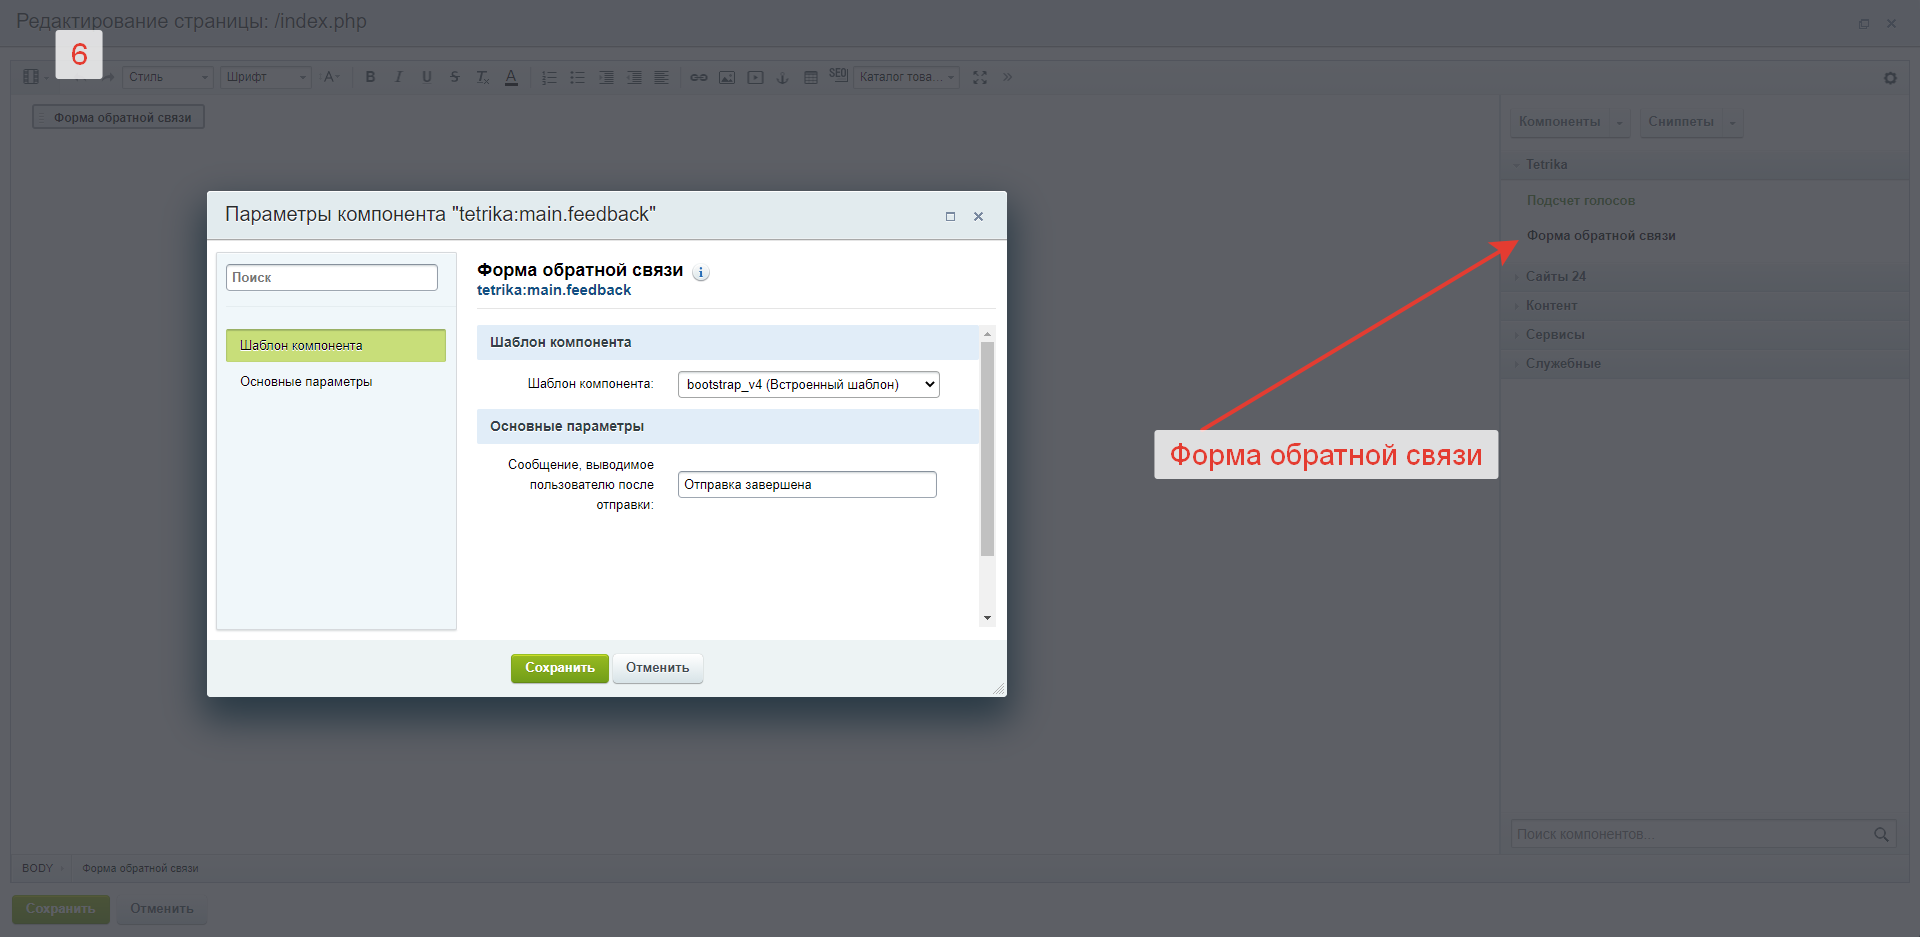 Редактирование страницы: /index.php
6
Стиль
Шрифт
A
B I U S Tx A
SEO
Каталог това...
Форма обратной связи
Компоненты
Сниппеты
Tetrika
Подсчет голосов
Форма обратной связи
Сайты 24
Контент
Сервисы
Служебные
Параметры компонента "tetrika:main.feedback"
Поиск
Шаблон компонента
Основные параметры
Форма обратной связи
i
tetrika:main.feedback
Шаблон компонента
Шаблон компонента:
bootstrap_v4 (Встроенный шаблон)
Основные параметры
Сообщение, выводимое
пользователю после
отправки:
Отправка завершена
Сохранить
Отменить
Форма обратной связи
Поиск компонентов...
BODY
Форма обратной связи
Сохранить
Отменить